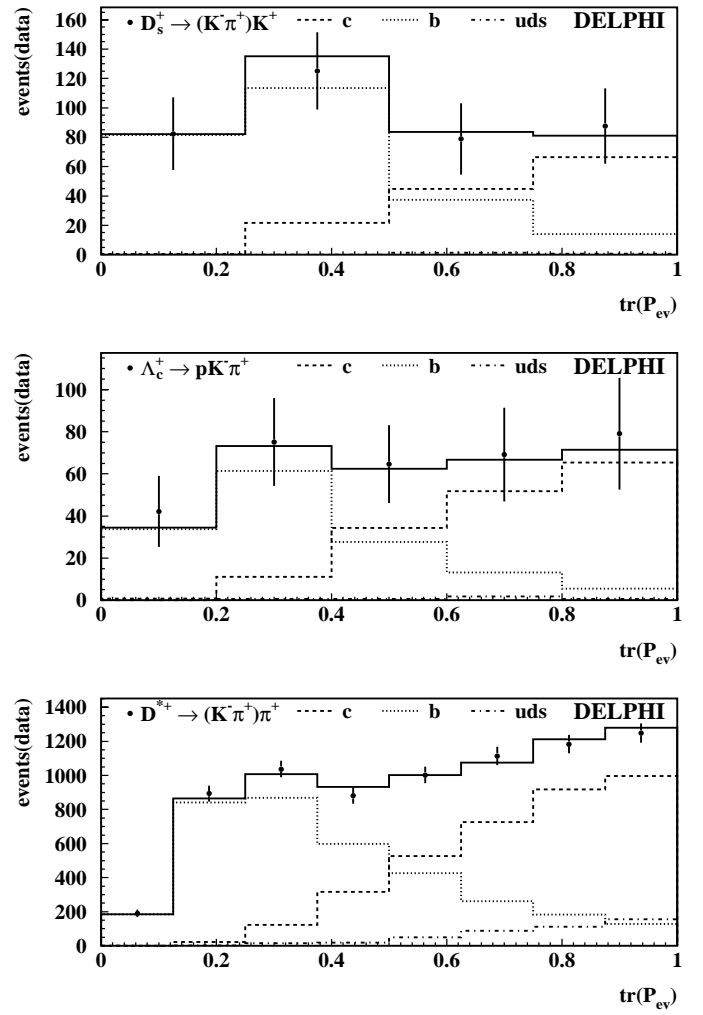 D_s^+ → (K^-π^+)K^+ c b uds DELPHI
events(data)
160
140
120
100
80
60
40
20
0
0 0.2 0.4 0.6 0.8 1
tr(P_ev)
Λ_c^+ → pK^-π^+ c b uds DELPHI
events(data)
100
80
60
40
20
0
0 0.2 0.4 0.6 0.8 1
tr(P_ev)
D^*+ → (K^-π^+)π^+ c b uds DELPHI
events(data)
1400
1200
1000
800
600
400
200
0
0 0.2 0.4 0.6 0.8 1
tr(P_ev)